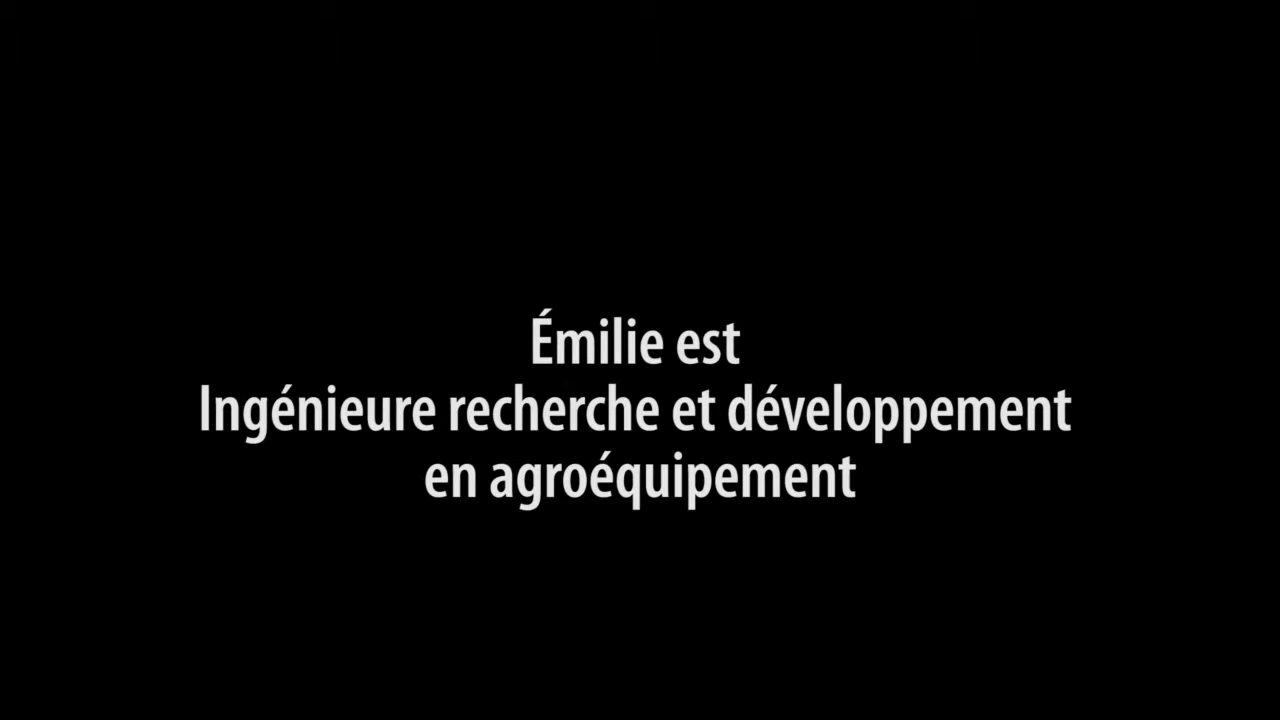 Émilie est
Ingénieure recherche et développement
en agroéquipement